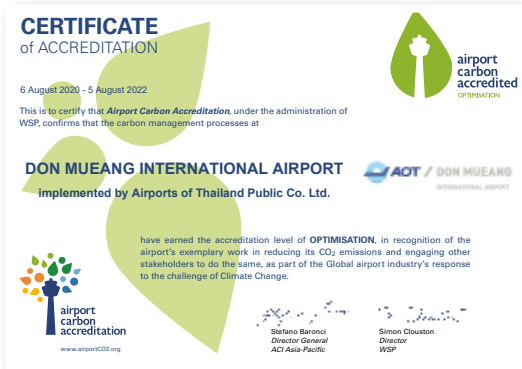 CERTIFICATE
of ACCREDITATION
airport
carbon
accredited
OPTIMISATION
6 August 2020 - 5 August 2022
This is to certify that Airport Carbon Accreditation, under the administration of
WSP, confirms that the carbon management processes at
DON MUEANG INTERNATIONAL AIRPORT
AOT / DON MUEANG
INTERNATIONAL AIRPORT
implemented by Airports of Thailand Public Co. Ltd.
have earned the accreditation level of OPTIMISATION, in recognition of the
airport's exemplary work in reducing its CO₂ emissions and engaging other
stakeholders to do the same, as part of the Global airport industry's response
to the challenge of Climate Change.
airport
carbon
accreditation
www.airportCO2.org
Stefano Baronci
Director General
ACI Asia-Pacific
Simon Clouston
Director
WSP